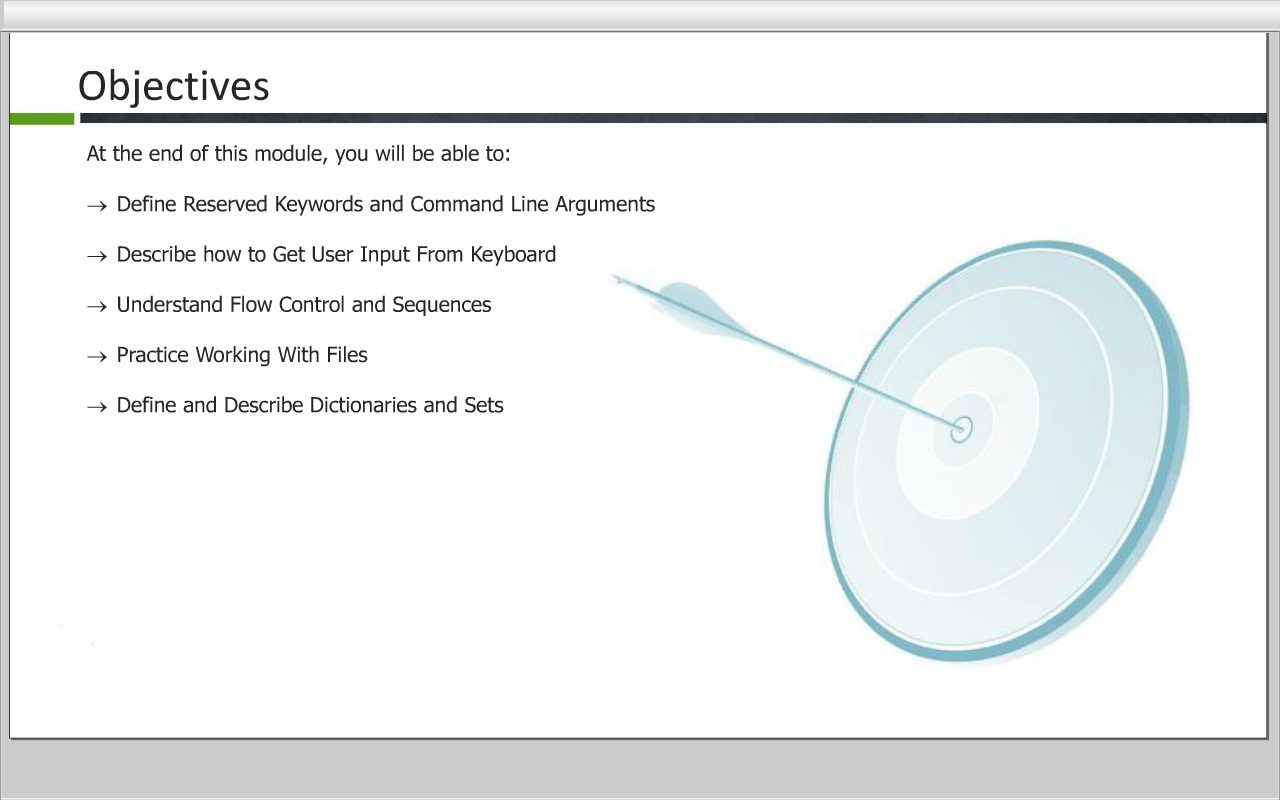 Objectives
At the end of this module, you will be able to:
→ Define Reserved Keywords and Command Line Arguments
→ Describe how to Get User Input From Keyboard
→ Understand Flow Control and Sequences
→ Practice Working With Files
→ Define and Describe Dictionaries and Sets